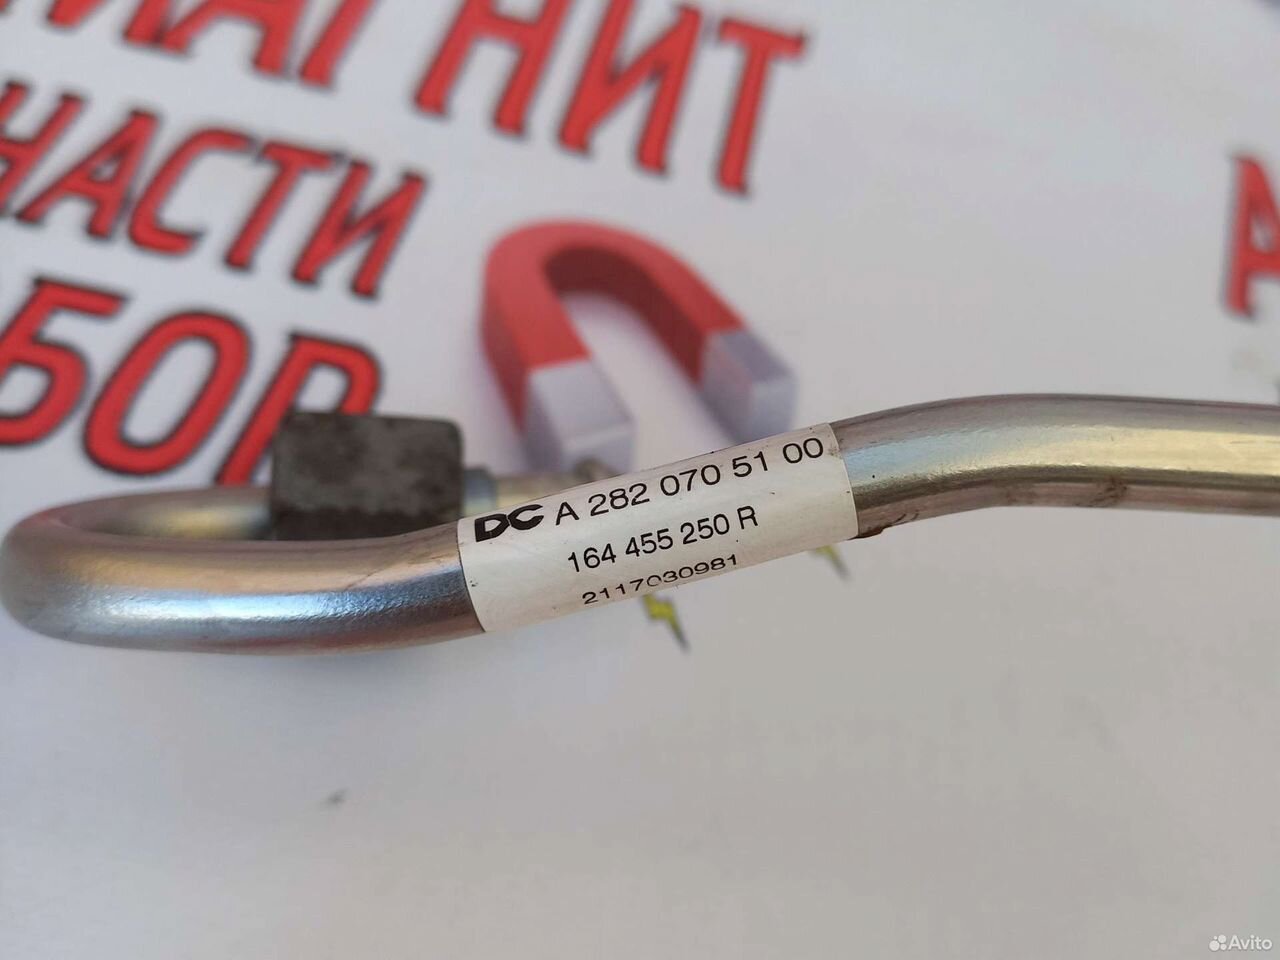 МАГНИТ
ЧАСТИ
БОР
DC A 282 070 51 00
164 455 250 R
2117030981
Avito